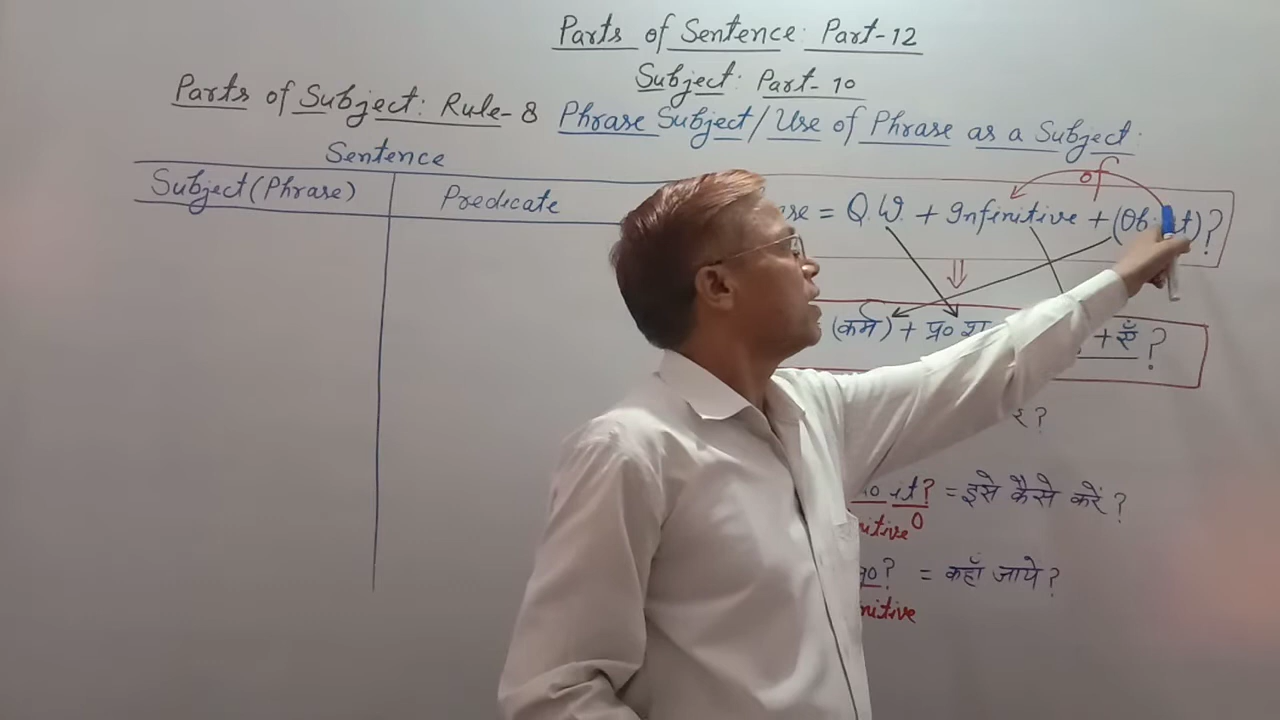 Parts of Sentence: Part-12
Subject: Part-10
Parts of Subject: Rule-8 Phrase Subject/Use of Phrase as a Subject:
Sentence
Subject (Phrase) Predicate
of
= Q.W. + Infinitive + ( )?
(कर्म) + प्र० + एँ ?
?
it? = इसे कैसे करें ?
O
? = कहाँ जाये ?